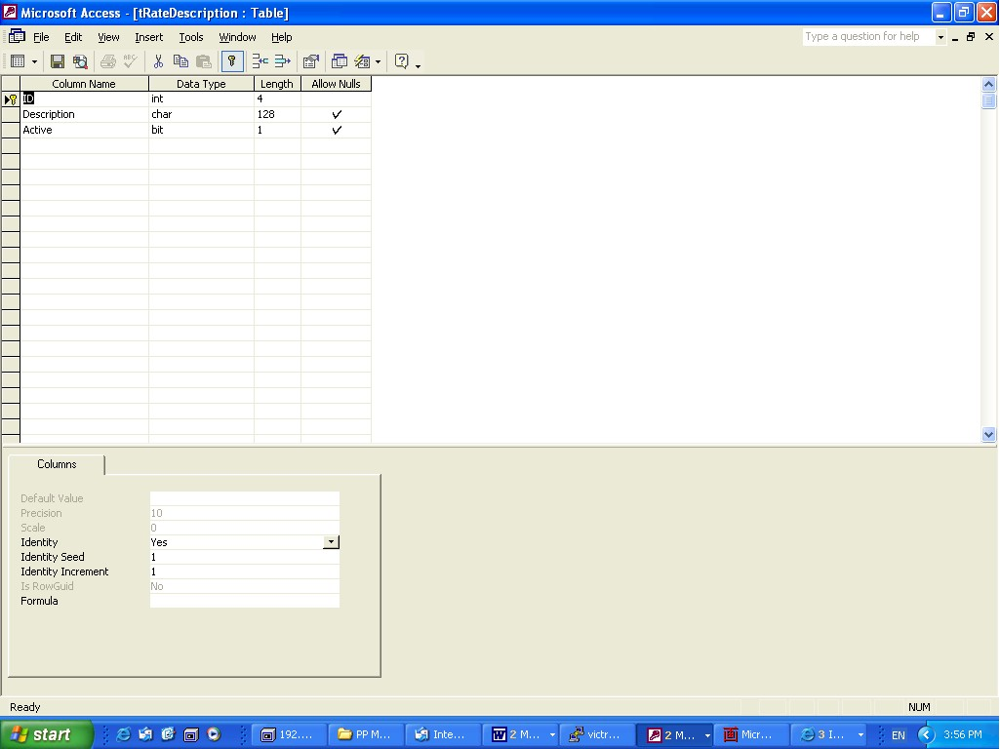 Microsoft Access - [tRateDescription : Table]
File Edit View Insert Tools Window Help Type a question for help
Column Name Data Type Length Allow Nulls
ID int 4
Description char 128
Active bit 1
Columns
Default Value
Precision 10
Scale 0
Identity Yes
Identity Seed 1
Identity Increment 1
Is RowGuid No
Formula
Ready NUM
start 192.... PP M... Inte... 2 M... victr... 2 M... Micr... 3 I... EN 3:56 PM